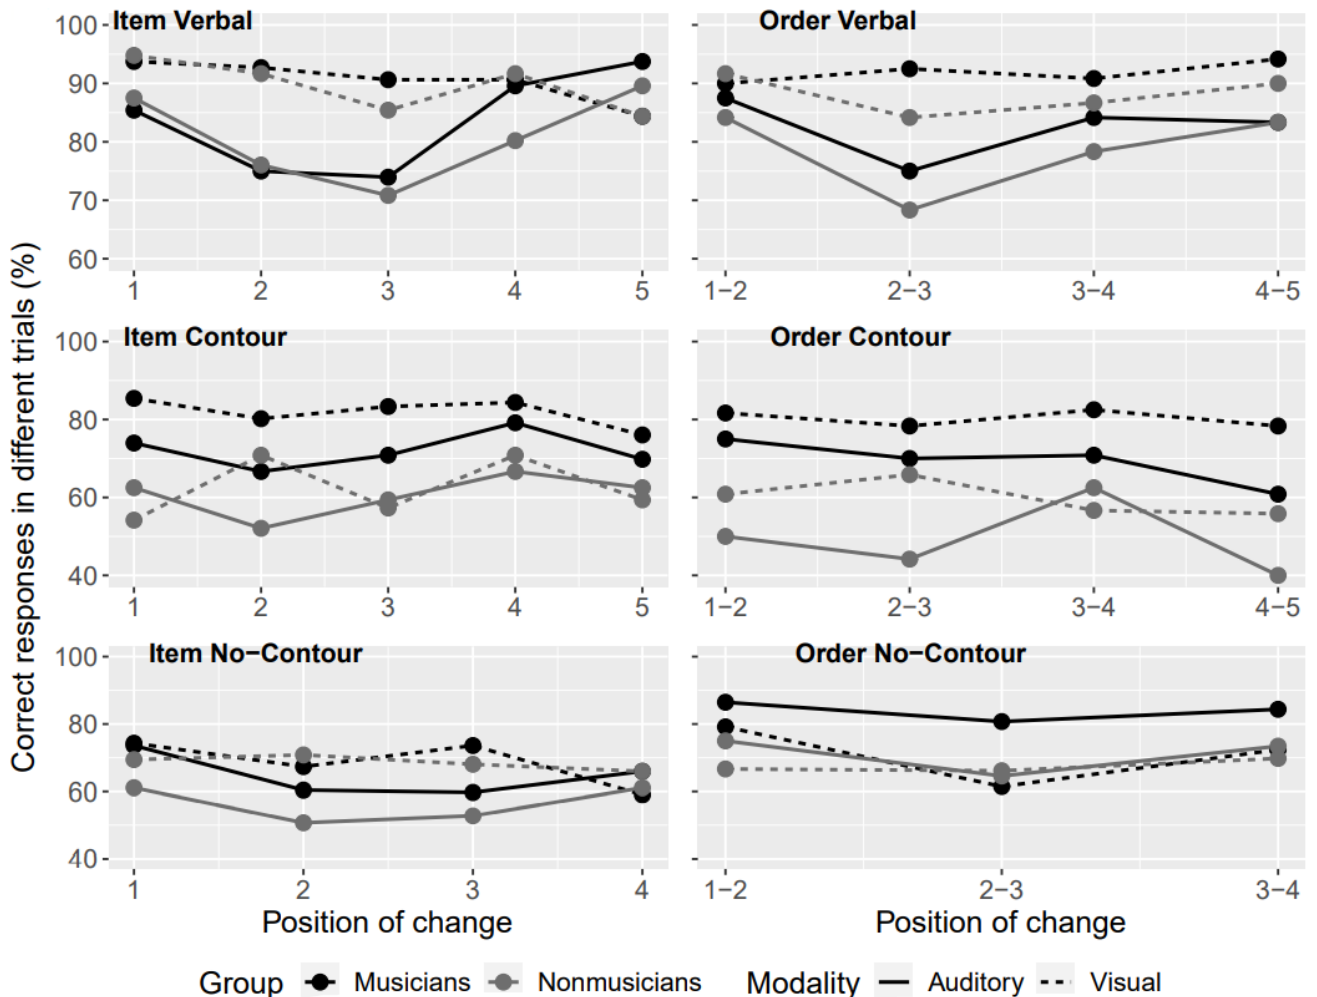 Item Verbal
Order Verbal
100
90
80
70
60
1 2 3 4 5
1−2 2−3 3−4 4−5
Item Contour
Order Contour
100
80
60
40
1 2 3 4 5
1−2 2−3 3−4 4−5
Item No−Contour
Order No−Contour
100
80
60
40
1 2 3 4
1−2 2−3 3−4
Correct responses in different trials (%)
Position of change
Position of change
Group Musicians Nonmusicians Modality Auditory Visual